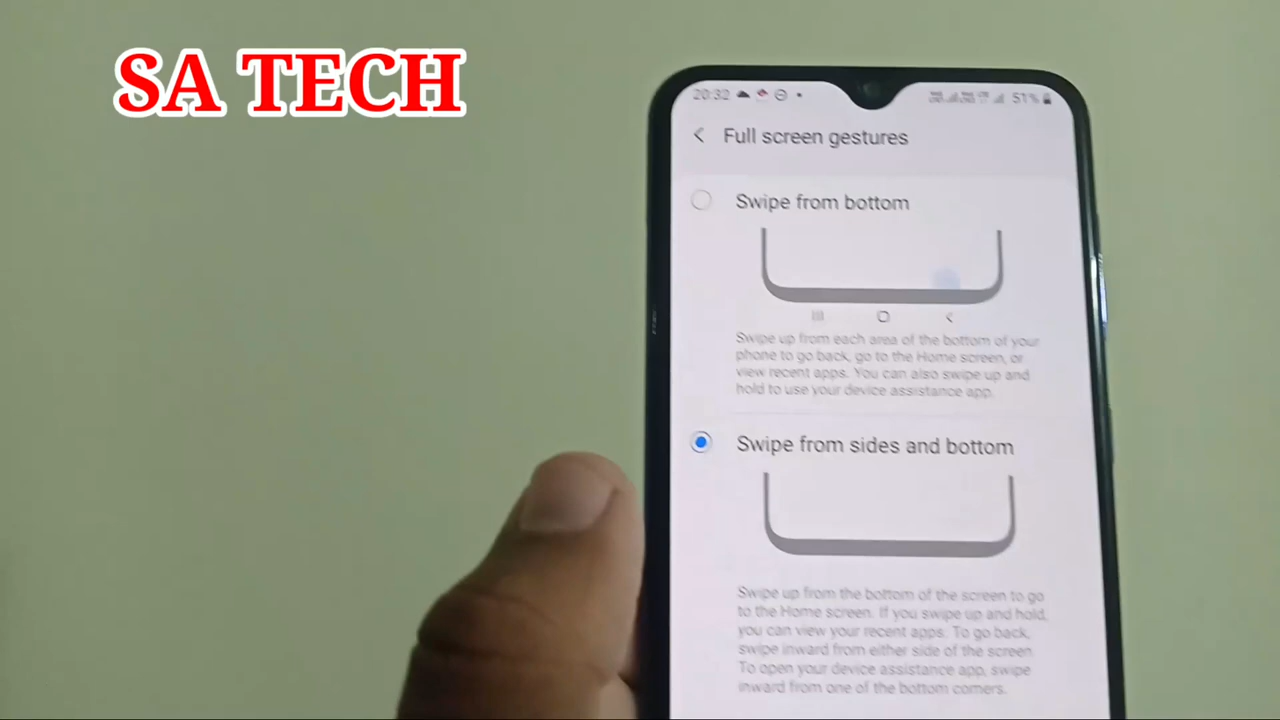 SA TECH
20:32
51%
Full screen gestures
Swipe from bottom
Swipe up from each area of the bottom of your
phone to go back, go to the Home screen, or
view recent apps. You can also swipe up and
hold to use your device assistance app.
Swipe from sides and bottom
Swipe up from the bottom of the screen to go
to the Home screen. If you swipe up and hold,
you can view your recent apps. To go back,
swipe inward from either side of the screen.
To open your device assistance app, swipe
inward from one of the bottom corners.